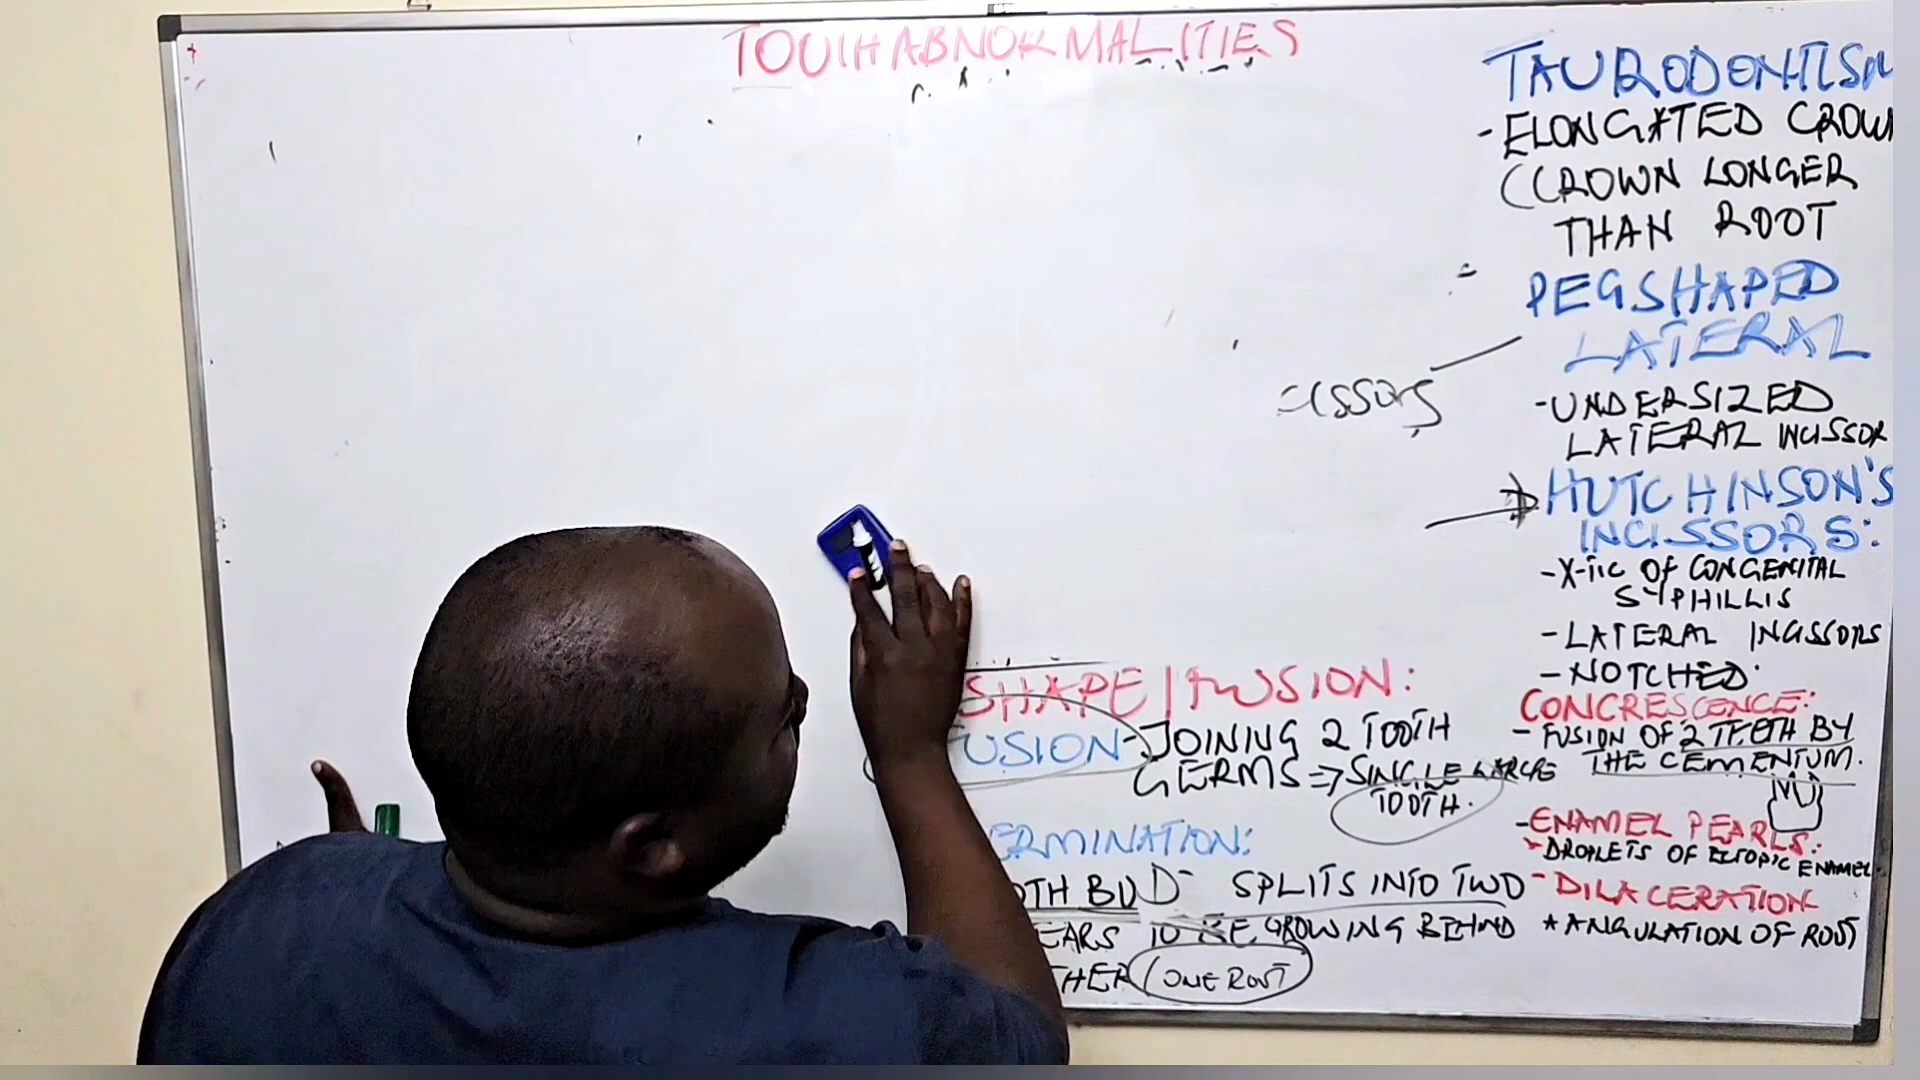 TOOTH ABNORMALITIES
SHAPE / FUSION:
FUSION - JOINING 2 TOOTH
GERMS => SINGLE LARGE
TOOTH.
ERMINATION:
OTH BUD - SPLITS INTO TWO
EARS TO BE GROWING BEHIND
THER (ONE ROOT
TAURODONTISM
- ELONGATED CROWN
(CROWN LONGER
THAN ROOT
PEG SHAPED
LATERAL
- UNDERSIZED
LATERAL INCISSOR
HUTCHINSON'S
INCISSORS:
- X-tic OF CONGENITAL
SYPHILLIS
- LATERAL INCISSORS
- NOTCHED.
CONCRESCENCE:
- FUSION OF 2 TEETH BY
THE CEMENTUM.
- ENAMEL PEARLS:
DROPLETS OF ECTOPIC ENAMEL.
- DILACERATION
* ANGULATION OF ROOT